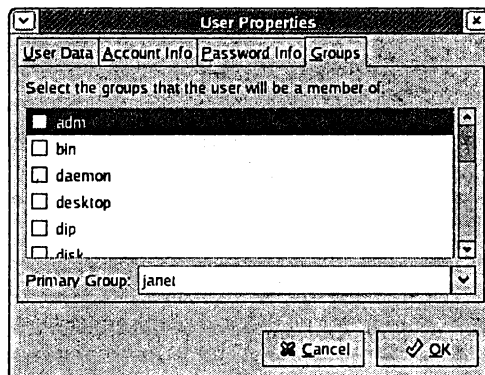 User Properties
User Data Account Info Password Info Groups
Select the groups that the user will be a member of:
adm
bin
daemon
desktop
dip
disk
Primary Group: janet
Cancel OK